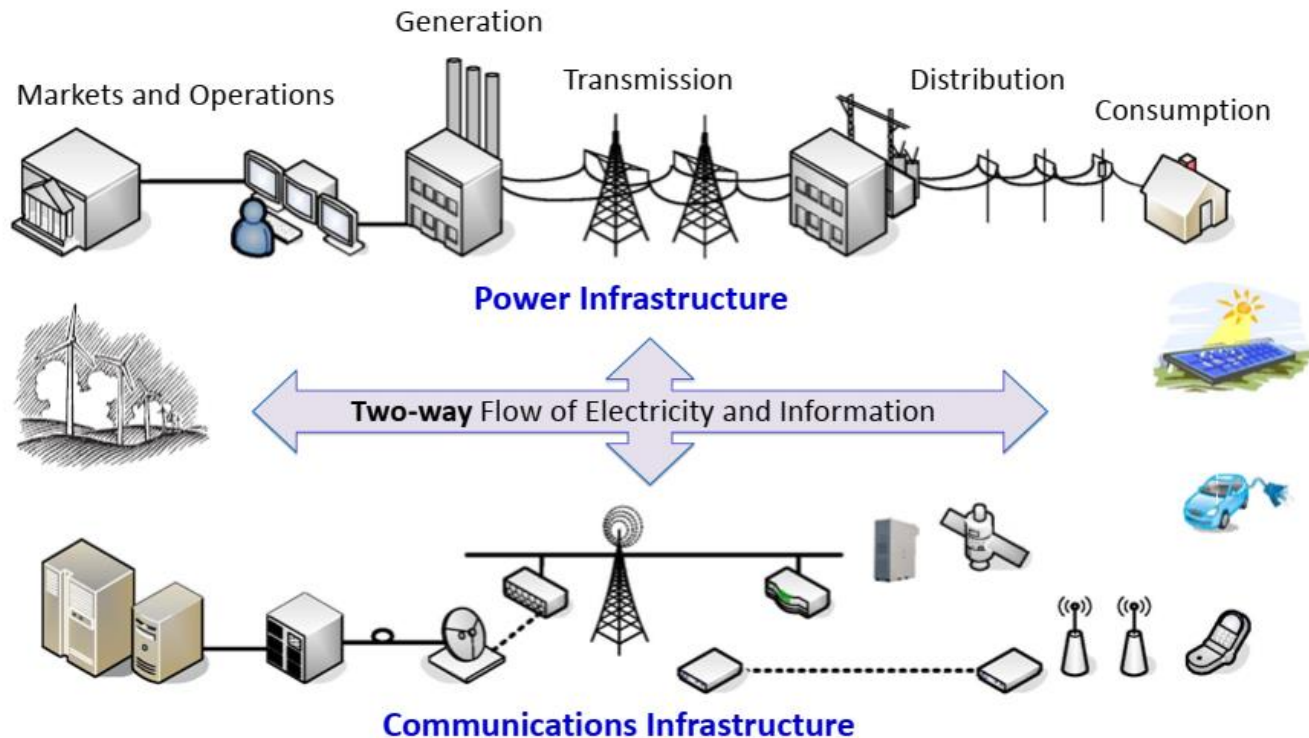 Generation
Markets and Operations
Transmission
Distribution
Consumption
Power Infrastructure
Two-way Flow of Electricity and Information
Communications Infrastructure